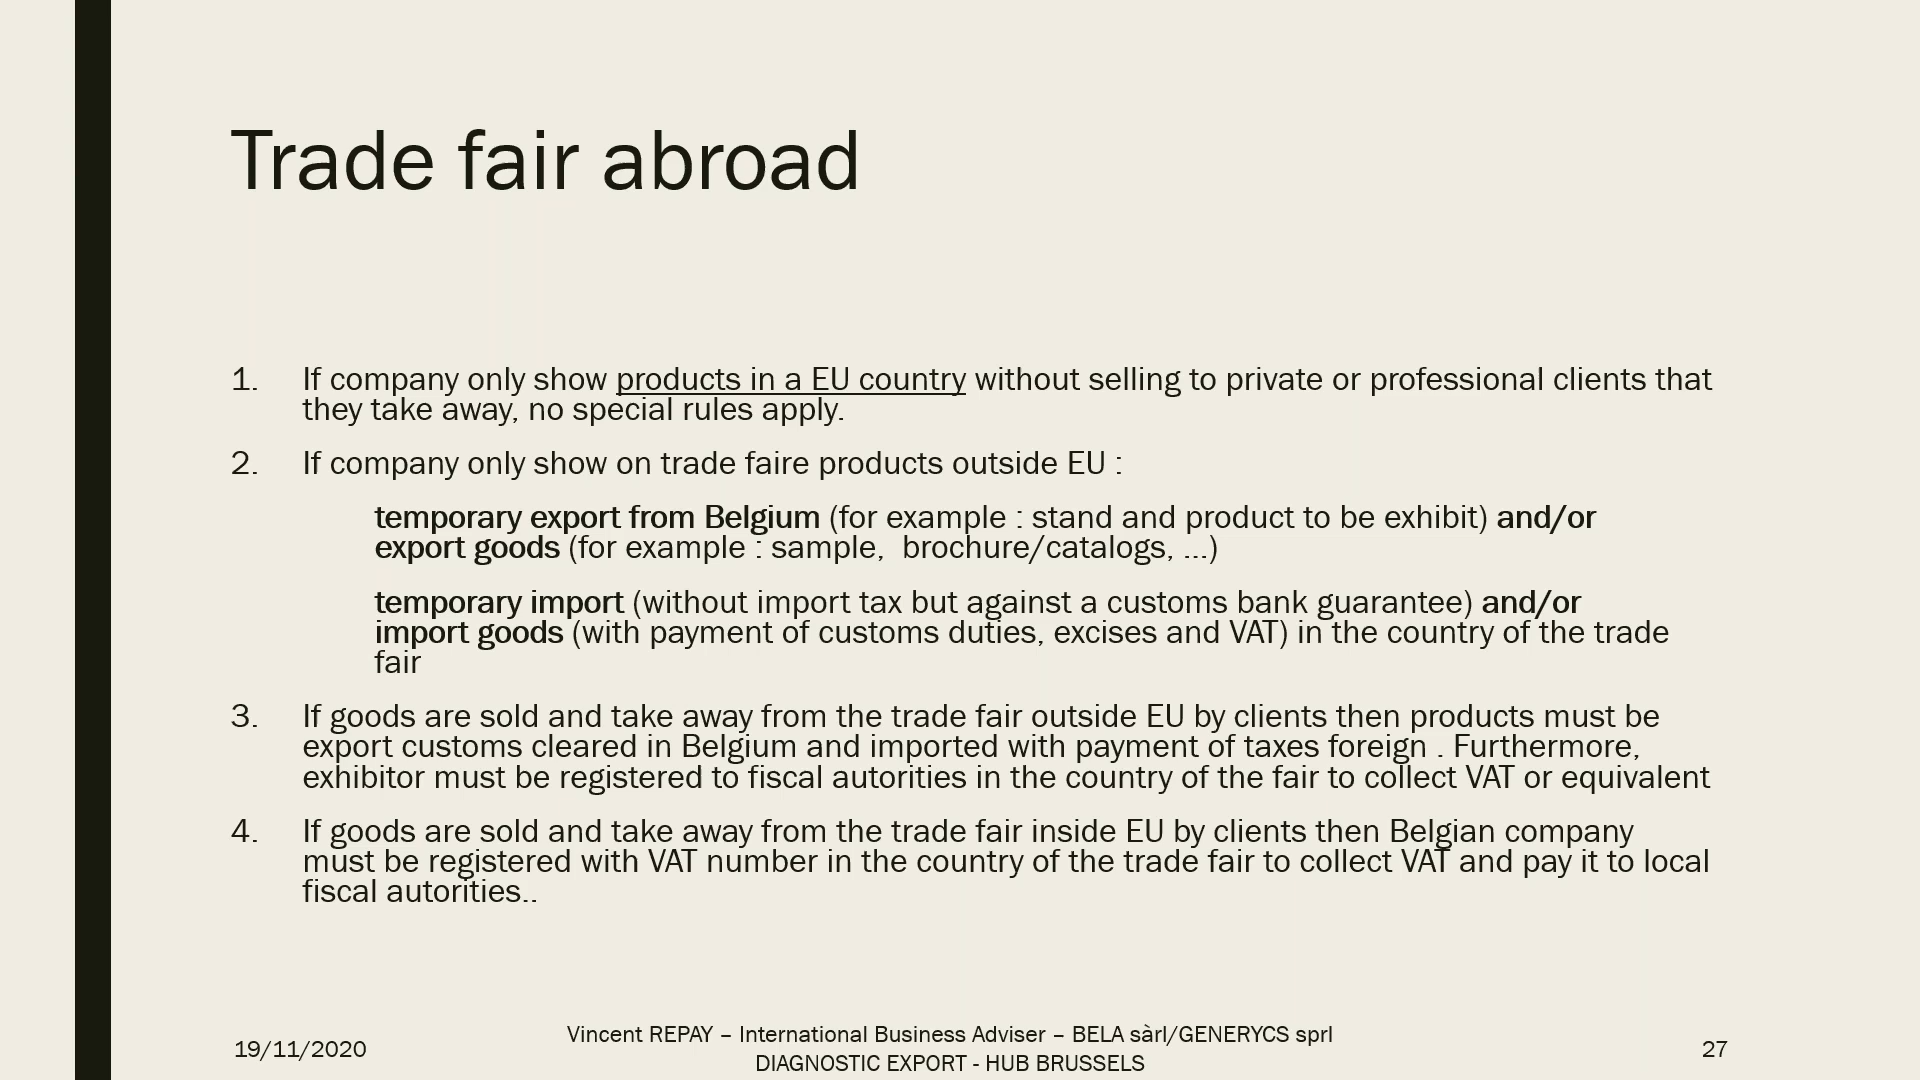 Trade fair abroad
1. If company only show products in a EU country without selling to private or professional clients that
they take away, no special rules apply.
2. If company only show on trade faire products outside EU :
temporary export from Belgium (for example : stand and product to be exhibit) and/or
export goods (for example : sample, brochure/catalogs, ...)
temporary import (without import tax but against a customs bank guarantee) and/or
import goods (with payment of customs duties, excises and VAT) in the country of the trade
fair
3. If goods are sold and take away from the trade fair outside EU by clients then products must be
export customs cleared in Belgium and imported with payment of taxes foreign . Furthermore,
exhibitor must be registered to fiscal autorities in the country of the fair to collect VAT or equivalent
4. If goods are sold and take away from the trade fair inside EU by clients then Belgian company
must be registered with VAT number in the country of the trade fair to collect VAT and pay it to local
fiscal autorities..
19/11/2020
Vincent REPAY – International Business Adviser – BELA sàrl/GENERYCS sprl
DIAGNOSTIC EXPORT - HUB BRUSSELS
27